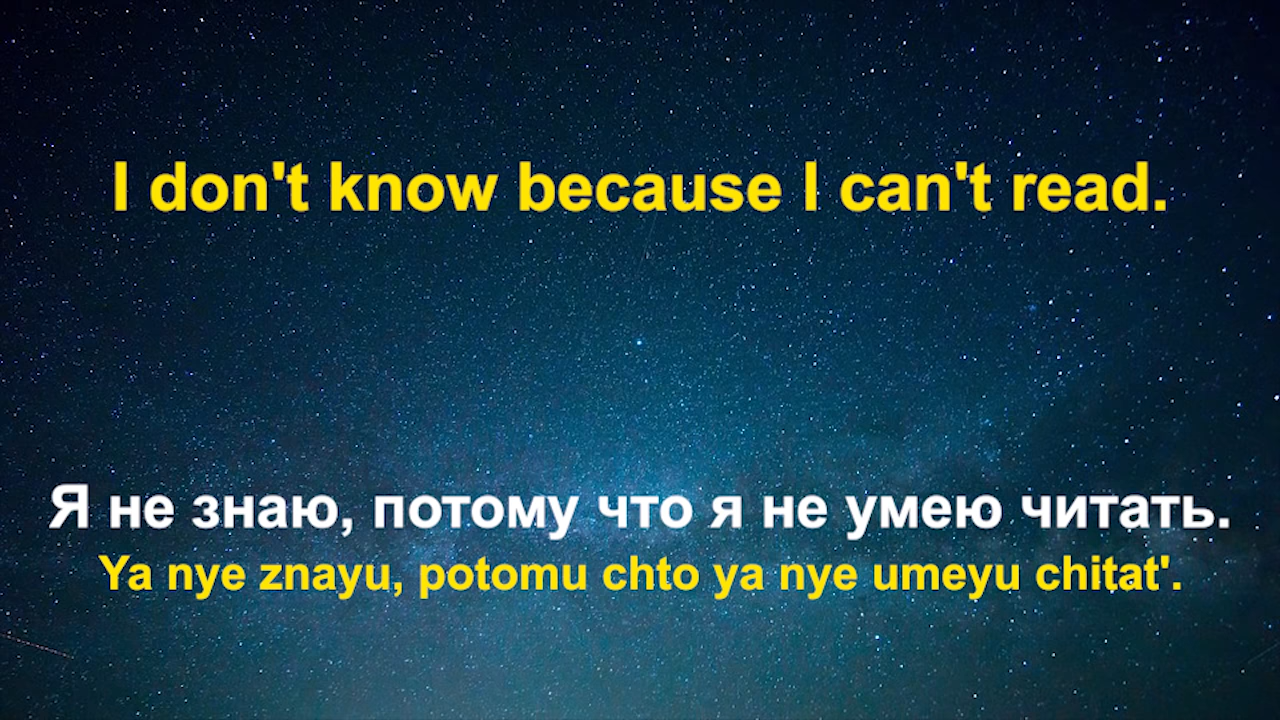 I don't know because I can't read.
Я не знаю, потому что я не умею читать.
Ya nye znayu, potomu chto ya nye umeyu chitat'.